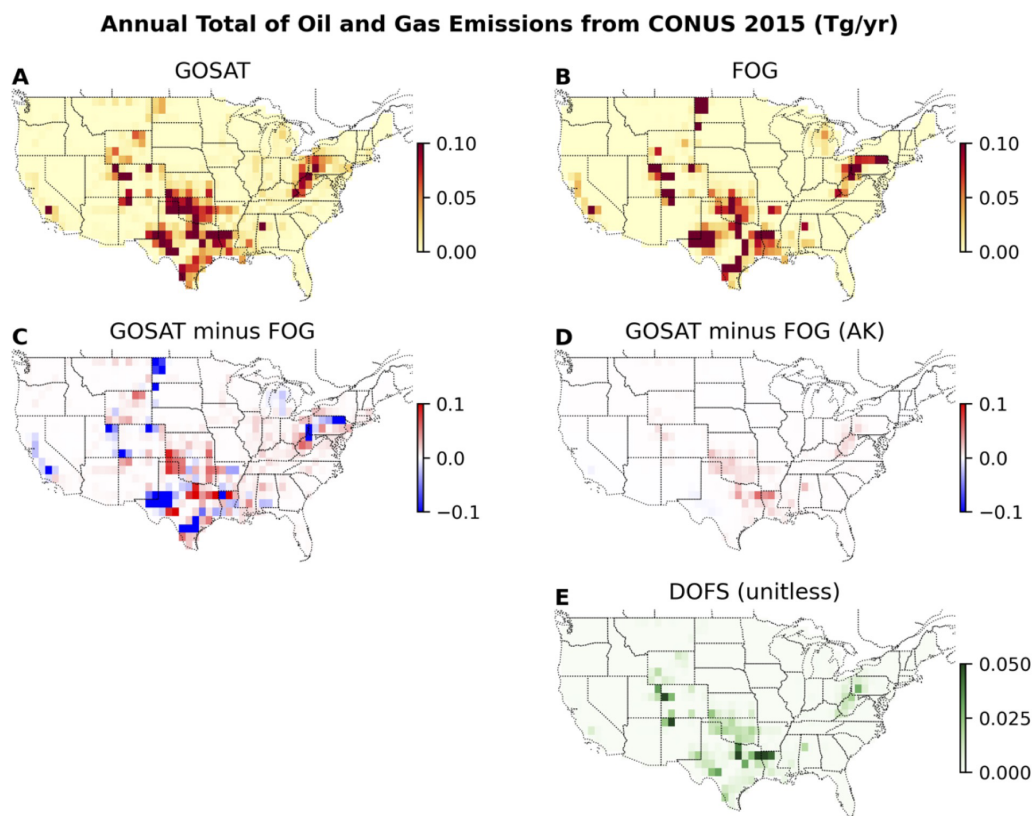 Annual Total of Oil and Gas Emissions from CONUS 2015 (Tg/yr)
A
GOSAT
0.10
0.05
0.00
B
FOG
0.10
0.05
0.00
C
GOSAT minus FOG
0.1
0.0
−0.1
D
GOSAT minus FOG (AK)
0.1
0.0
−0.1
E
DOFS (unitless)
0.050
0.025
0.000